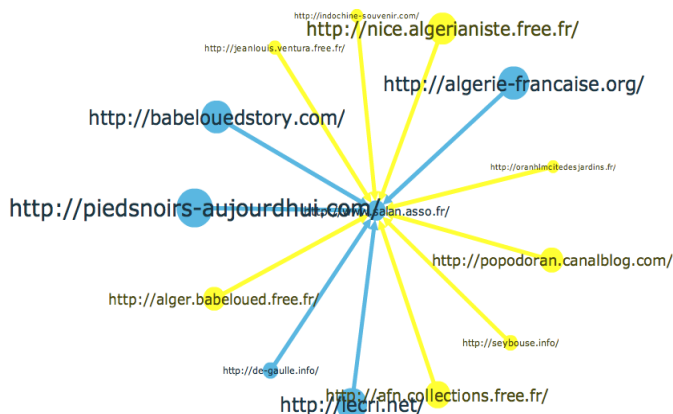 http://indochine-souvenir.com/
http://nice.algerianiste.free.fr/
http://jeanlouis.ventura.free.fr/
http://algerie-francaise.org/
http://babelouedstory.com/
http://oranhlmcitedesjardins.fr/
http://piedsnoirs-aujourdhui.com/
http://www.salan.asso.fr/
http://popodoran.canalblog.com/
http://alger.babeloued.free.fr/
http://seybouse.info/
http://de-gaulle.info/
http://afn.collections.free.fr/
http://lecri.net/